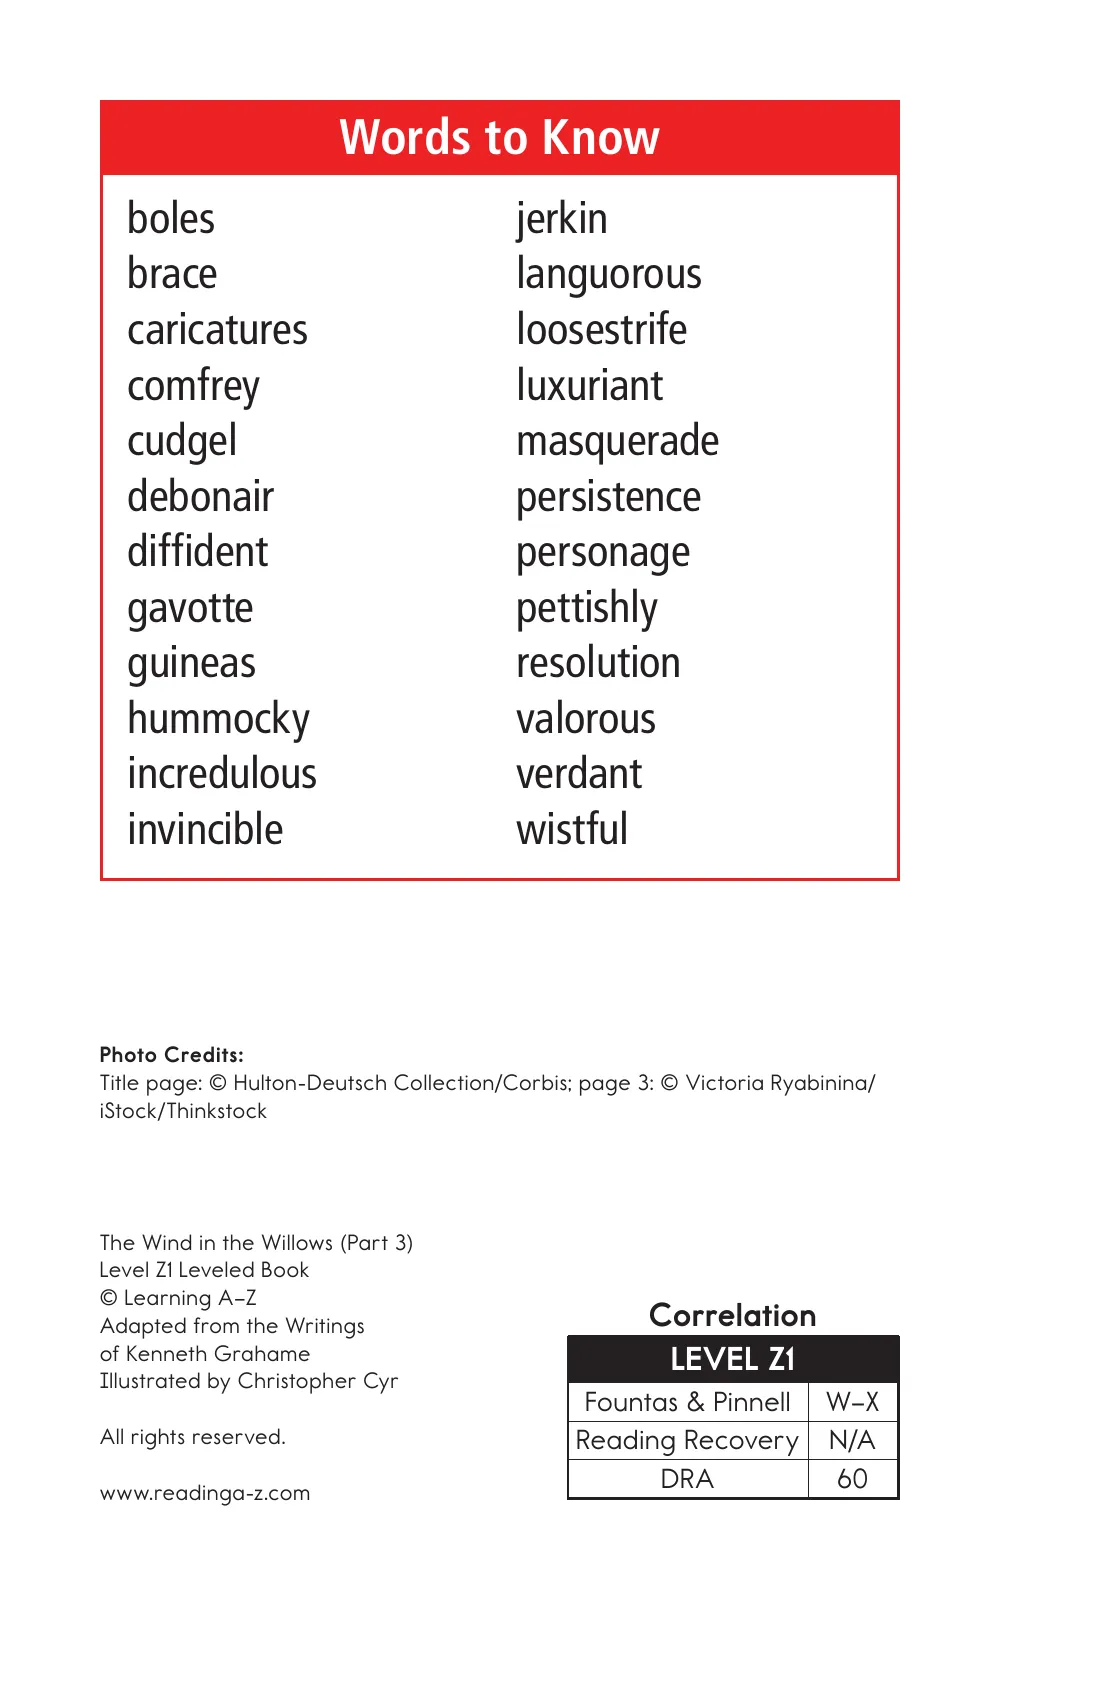 Words to Know
boles
brace
caricatures
comfrey
cudgel
debonair
diffident
gavotte
guineas
hummocky
incredulous
invincible
jerkin
languorous
loosestrife
luxuriant
masquerade
persistence
personage
pettishly
resolution
valorous
verdant
wistful
Photo Credits:
Title page: © Hulton-Deutsch Collection/Corbis; page 3: © Victoria Ryabinina/
iStock/Thinkstock
The Wind in the Willows (Part 3)
Level Z1 Leveled Book
© Learning A–Z
Adapted from the Writings
of Kenneth Grahame
Illustrated by Christopher Cyr
All rights reserved.
www.readinga-z.com
Correlation
LEVEL Z1
Fountas & Pinnell W–X
Reading Recovery N/A
DRA 60